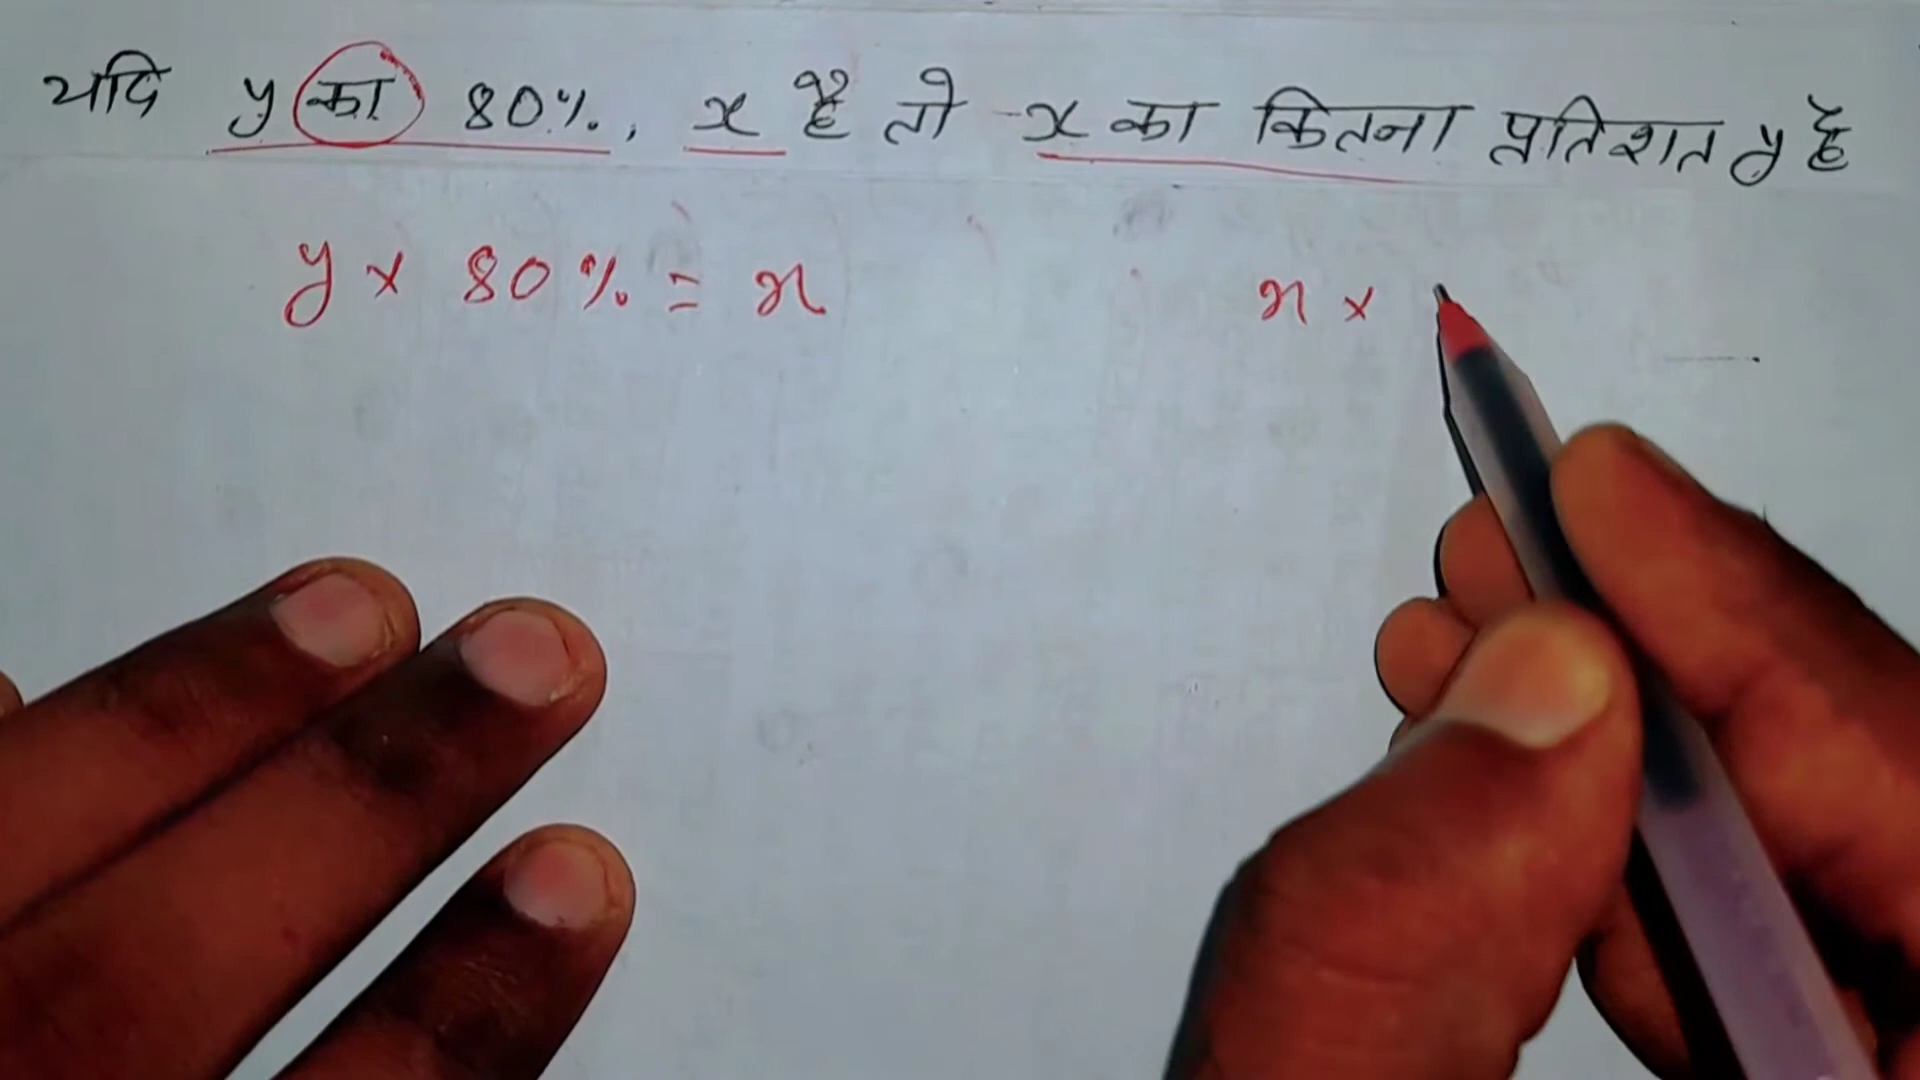 यदि y का 80%, x है तो x का कितना प्रतिशत y है
y × 80% = x
x ×